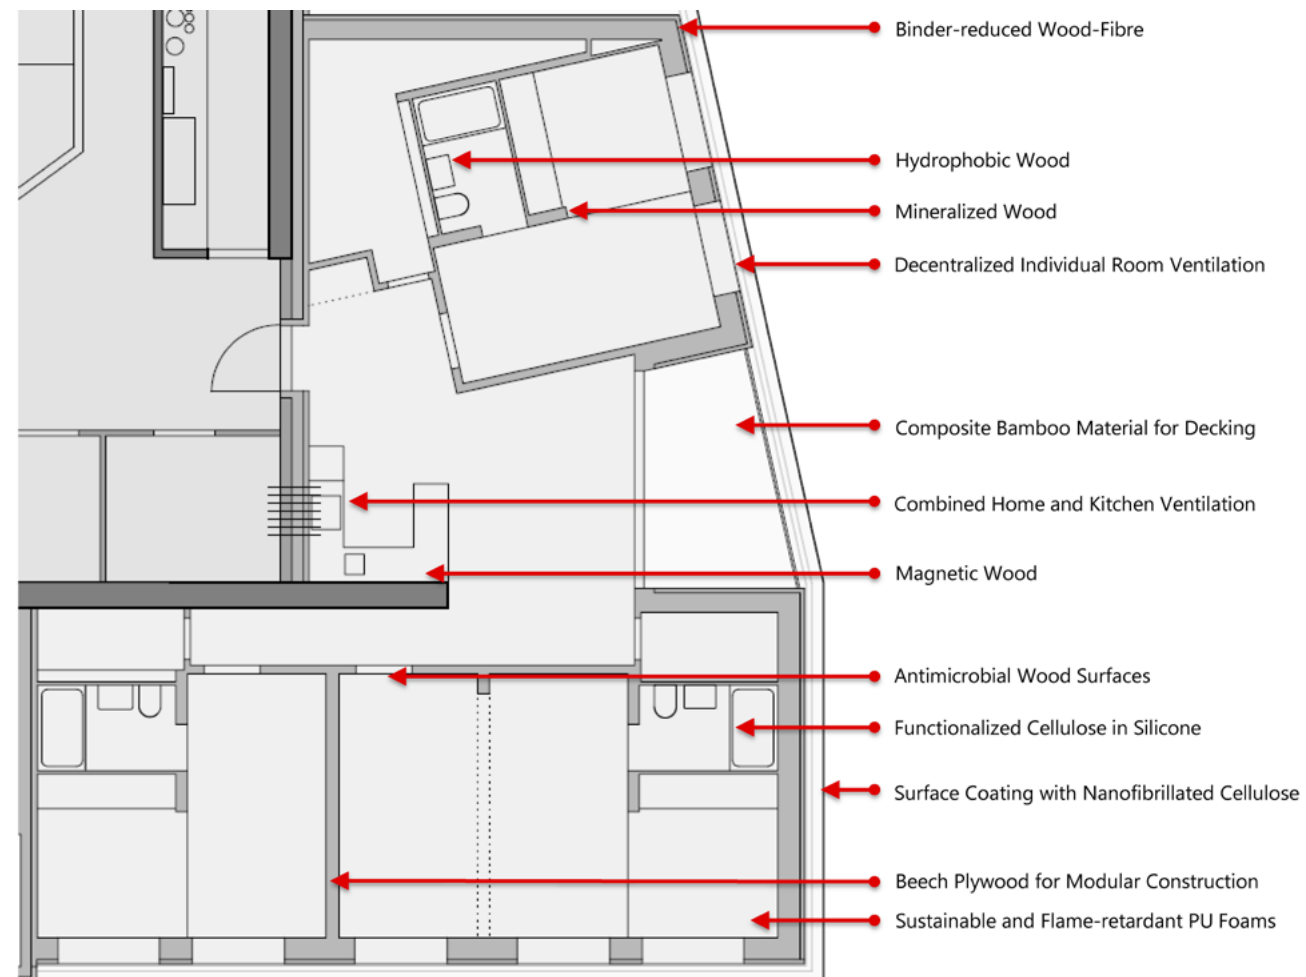 Binder-reduced Wood-Fibre
Hydrophobic Wood
Mineralized Wood
Decentralized Individual Room Ventilation
Composite Bamboo Material for Decking
Combined Home and Kitchen Ventilation
Magnetic Wood
Antimicrobial Wood Surfaces
Functionalized Cellulose in Silicone
Surface Coating with Nanofibrillated Cellulose
Beech Plywood for Modular Construction
Sustainable and Flame-retardant PU Foams